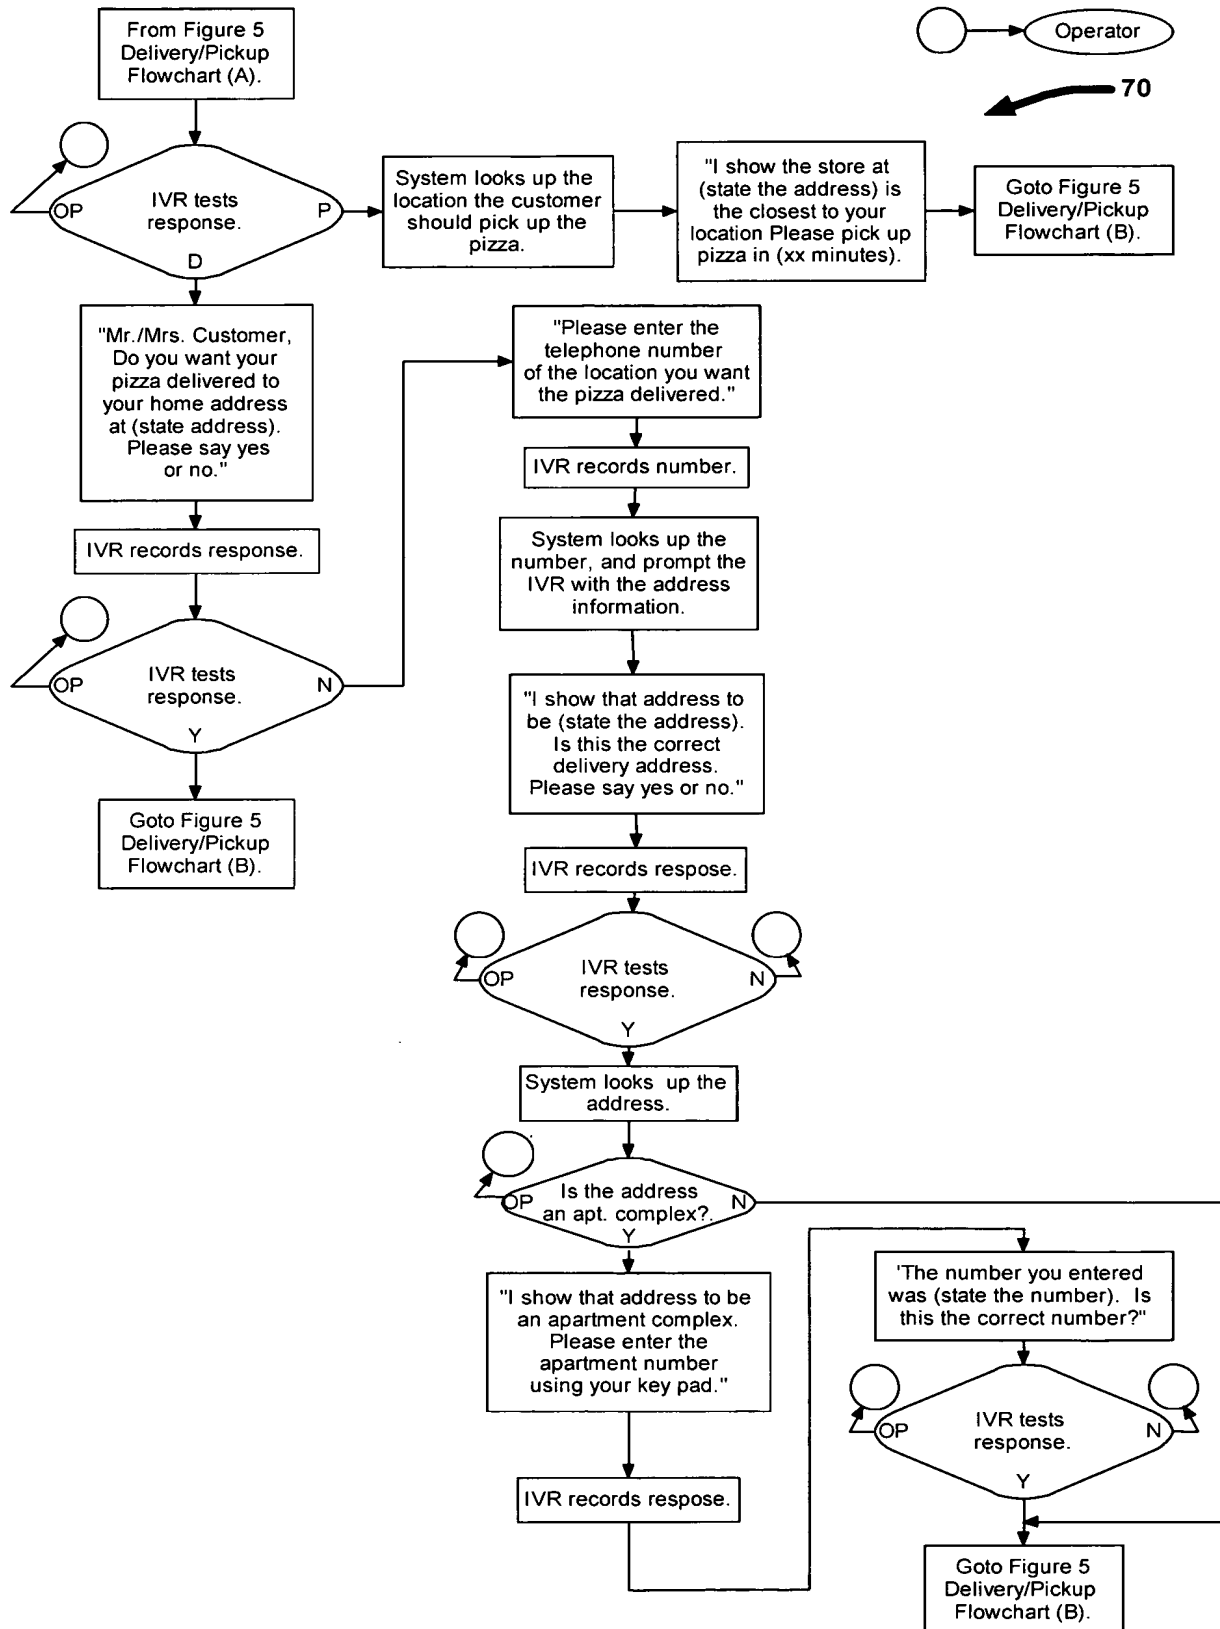 From Figure 5
Delivery/Pickup
Flowchart (A).
Operator
70
IVR tests
response.
OP
P
D
System looks up the
location the customer
should pick up the
pizza.
"I show the store at
(state the address) is
the closest to your
location Please pick up
pizza in (xx minutes).
Goto Figure 5
Delivery/Pickup
Flowchart (B).
"Mr./Mrs. Customer,
Do you want your
pizza delivered to
your home address
at (state address).
Please say yes
or no."
IVR records response.
IVR tests
response.
OP
N
Y
Goto Figure 5
Delivery/Pickup
Flowchart (B).
"Please enter the
telephone number
of the location you want
the pizza delivered."
IVR records number.
System looks up the
number, and prompt the
IVR with the address
information.
"I show that address to
be (state the address).
Is this the correct
delivery address.
Please say yes or no."
IVR records respose.
IVR tests
response.
OP
N
Y
System looks up the
address.
Is the address
an apt. complex?.
OP
N
Y
"I show that address to be
an apartment complex.
Please enter the
apartment number
using your key pad."
IVR records respose.
'The number you entered
was (state the number). Is
this the correct number?"
IVR tests
response.
OP
N
Y
Goto Figure 5
Delivery/Pickup
Flowchart (B).